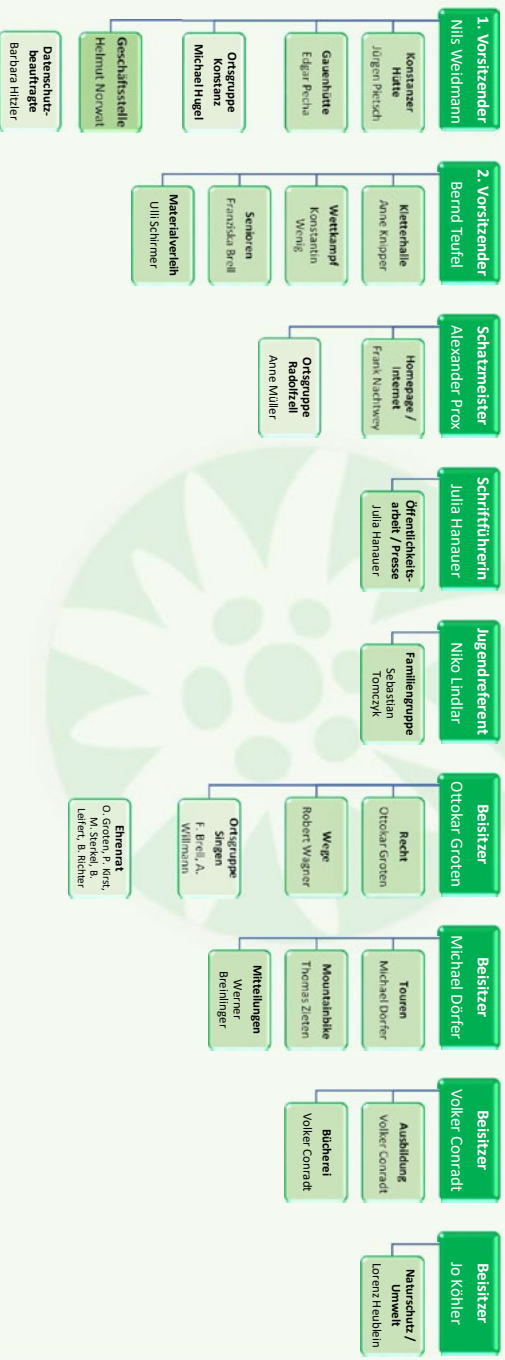 1. Vorsitzender
Nils Weidmann
Konstanzer
Hütte
Jürgen Pietsch
Gauenhütte
Edgar Pecha
Ortsgruppe
Konstanz
Michael Hugel
Geschäftsstelle
Helmut Norwat
Datenschutz-
beauftragte
Barbara Hitzler
2. Vorsitzender
Bernd Teufel
Kletterhalle
Anne Knipper
Wettkampf
Konstantin
Wenig
Senioren
Franziska Brell
Materialverleih
Ulli Schirmer
Schatzmeister
Alexander Prox
Homepage /
Internet
Frank Nachtwey
Ortsgruppe
Radolfzell
Anne Müller
Schriftführerin
Julia Hanauer
Öffentlichkeits-
arbeit / Presse
Julia Hanauer
Jugendreferent
Niko Lindlar
Familiengruppe
Sebastian
Tomczyk
Beisitzer
Ottokar Groten
Recht
Ottokar Groten
Wege
Robert Wagner
Ortsgruppe
Singen
F. Brell, A.
Willmann
Ehrenrat
O. Groten, P. Kirst,
M. Sterkel, B.
Leifert, B. Richter
Beisitzer
Michael Dörfer
Touren
Michael Dorfer
Mountainbike
Thomas Zieten
Mitteilungen
Werner
Breinlinger
Beisitzer
Volker Conradt
Ausbildung
Volker Conradt
Bücherei
Volker Conradt
Beisitzer
Jo Köhler
Naturschutz /
Umwelt
Lorenz Heublein